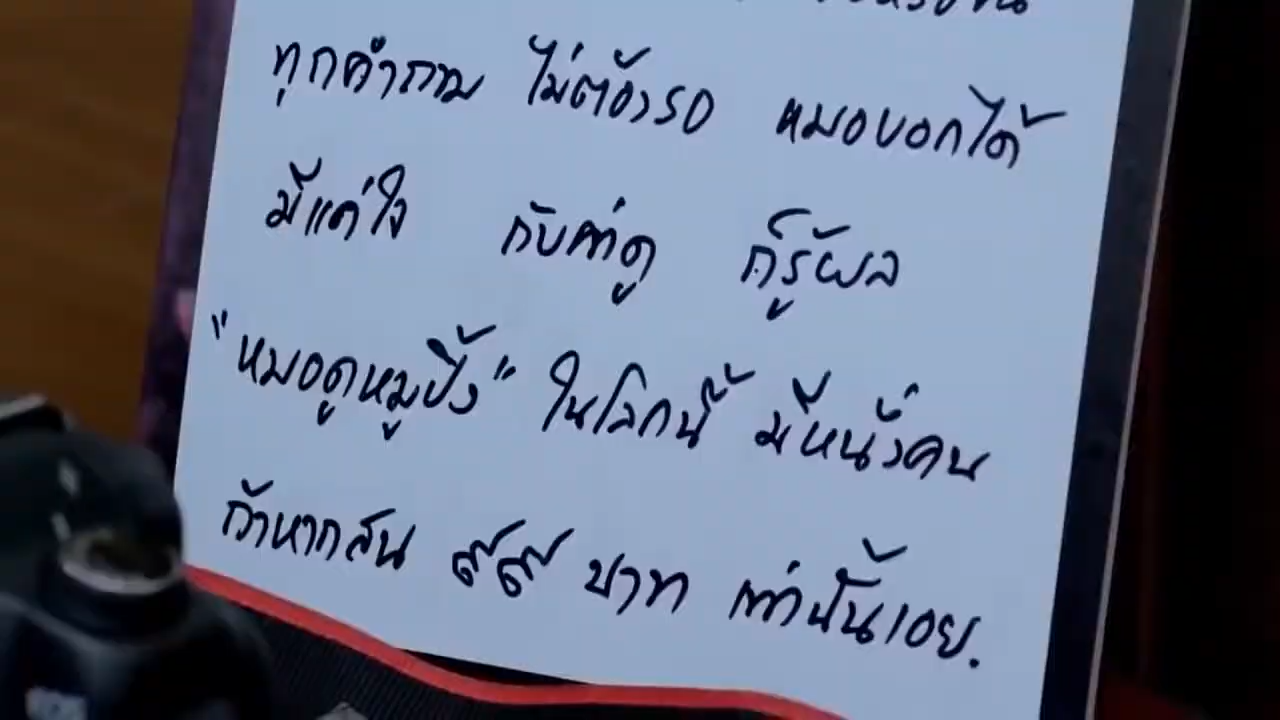 ทุกคำถาม ไม่ต้องรอ หมอบอกได้
มีแค่ใจ กับค่าดู ก็รู้ผล
"หมอดูหมูปิ้ง" ในโลกนี้ มีหนึ่งคน
ถ้าหากสน ๙๙ บาท เท่านั้นเอย.